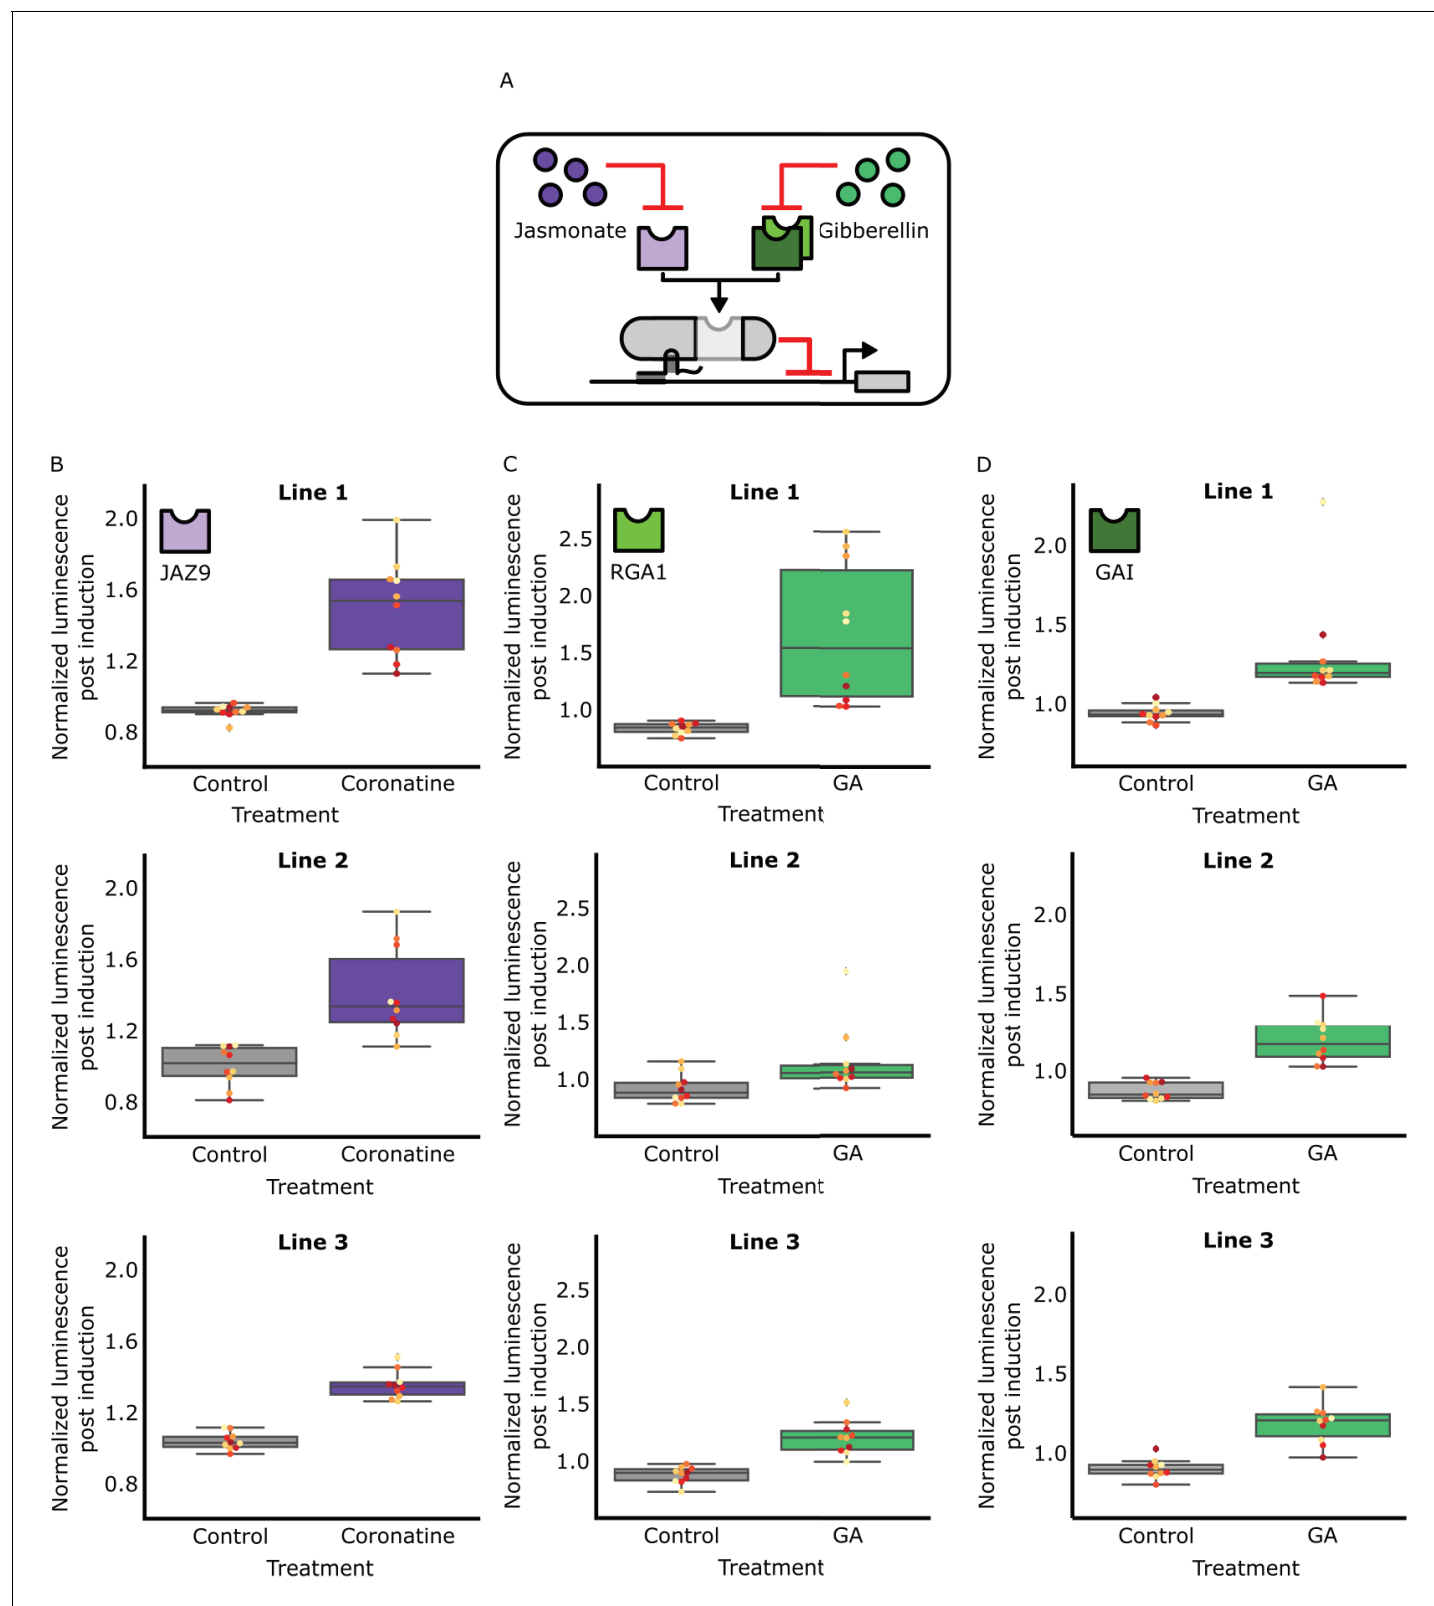 A
Jasmonate
Gibberellin
B
Line 1
Normalized luminescence
post induction
2.0
1.6
1.2
0.8
JAZ9
Control
Coronatine
Treatment
C
Line 1
Normalized luminescence
post induction
2.5
2.0
1.5
1.0
RGA1
Control
GA
Treatment
D
Line 1
Normalized luminescence
post induction
2.0
1.5
1.0
GAI
Control
GA
Treatment
Line 2
Normalized luminescence
post induction
2.0
1.6
1.2
0.8
Control
Coronatine
Treatment
Line 2
Normalized luminescence
post induction
2.5
2.0
1.5
1.0
Control
GA
Treatment
Line 2
Normalized luminescence
post induction
2.0
1.5
1.0
Control
GA
Treatment
Line 3
Normalized luminescence
post induction
2.0
1.6
1.2
0.8
Control
Coronatine
Treatment
Line 3
Normalized luminescence
post induction
2.5
2.0
1.5
1.0
Control
GA
Treatment
Line 3
Normalized luminescence
post induction
2.0
1.5
1.0
Control
GA
Treatment